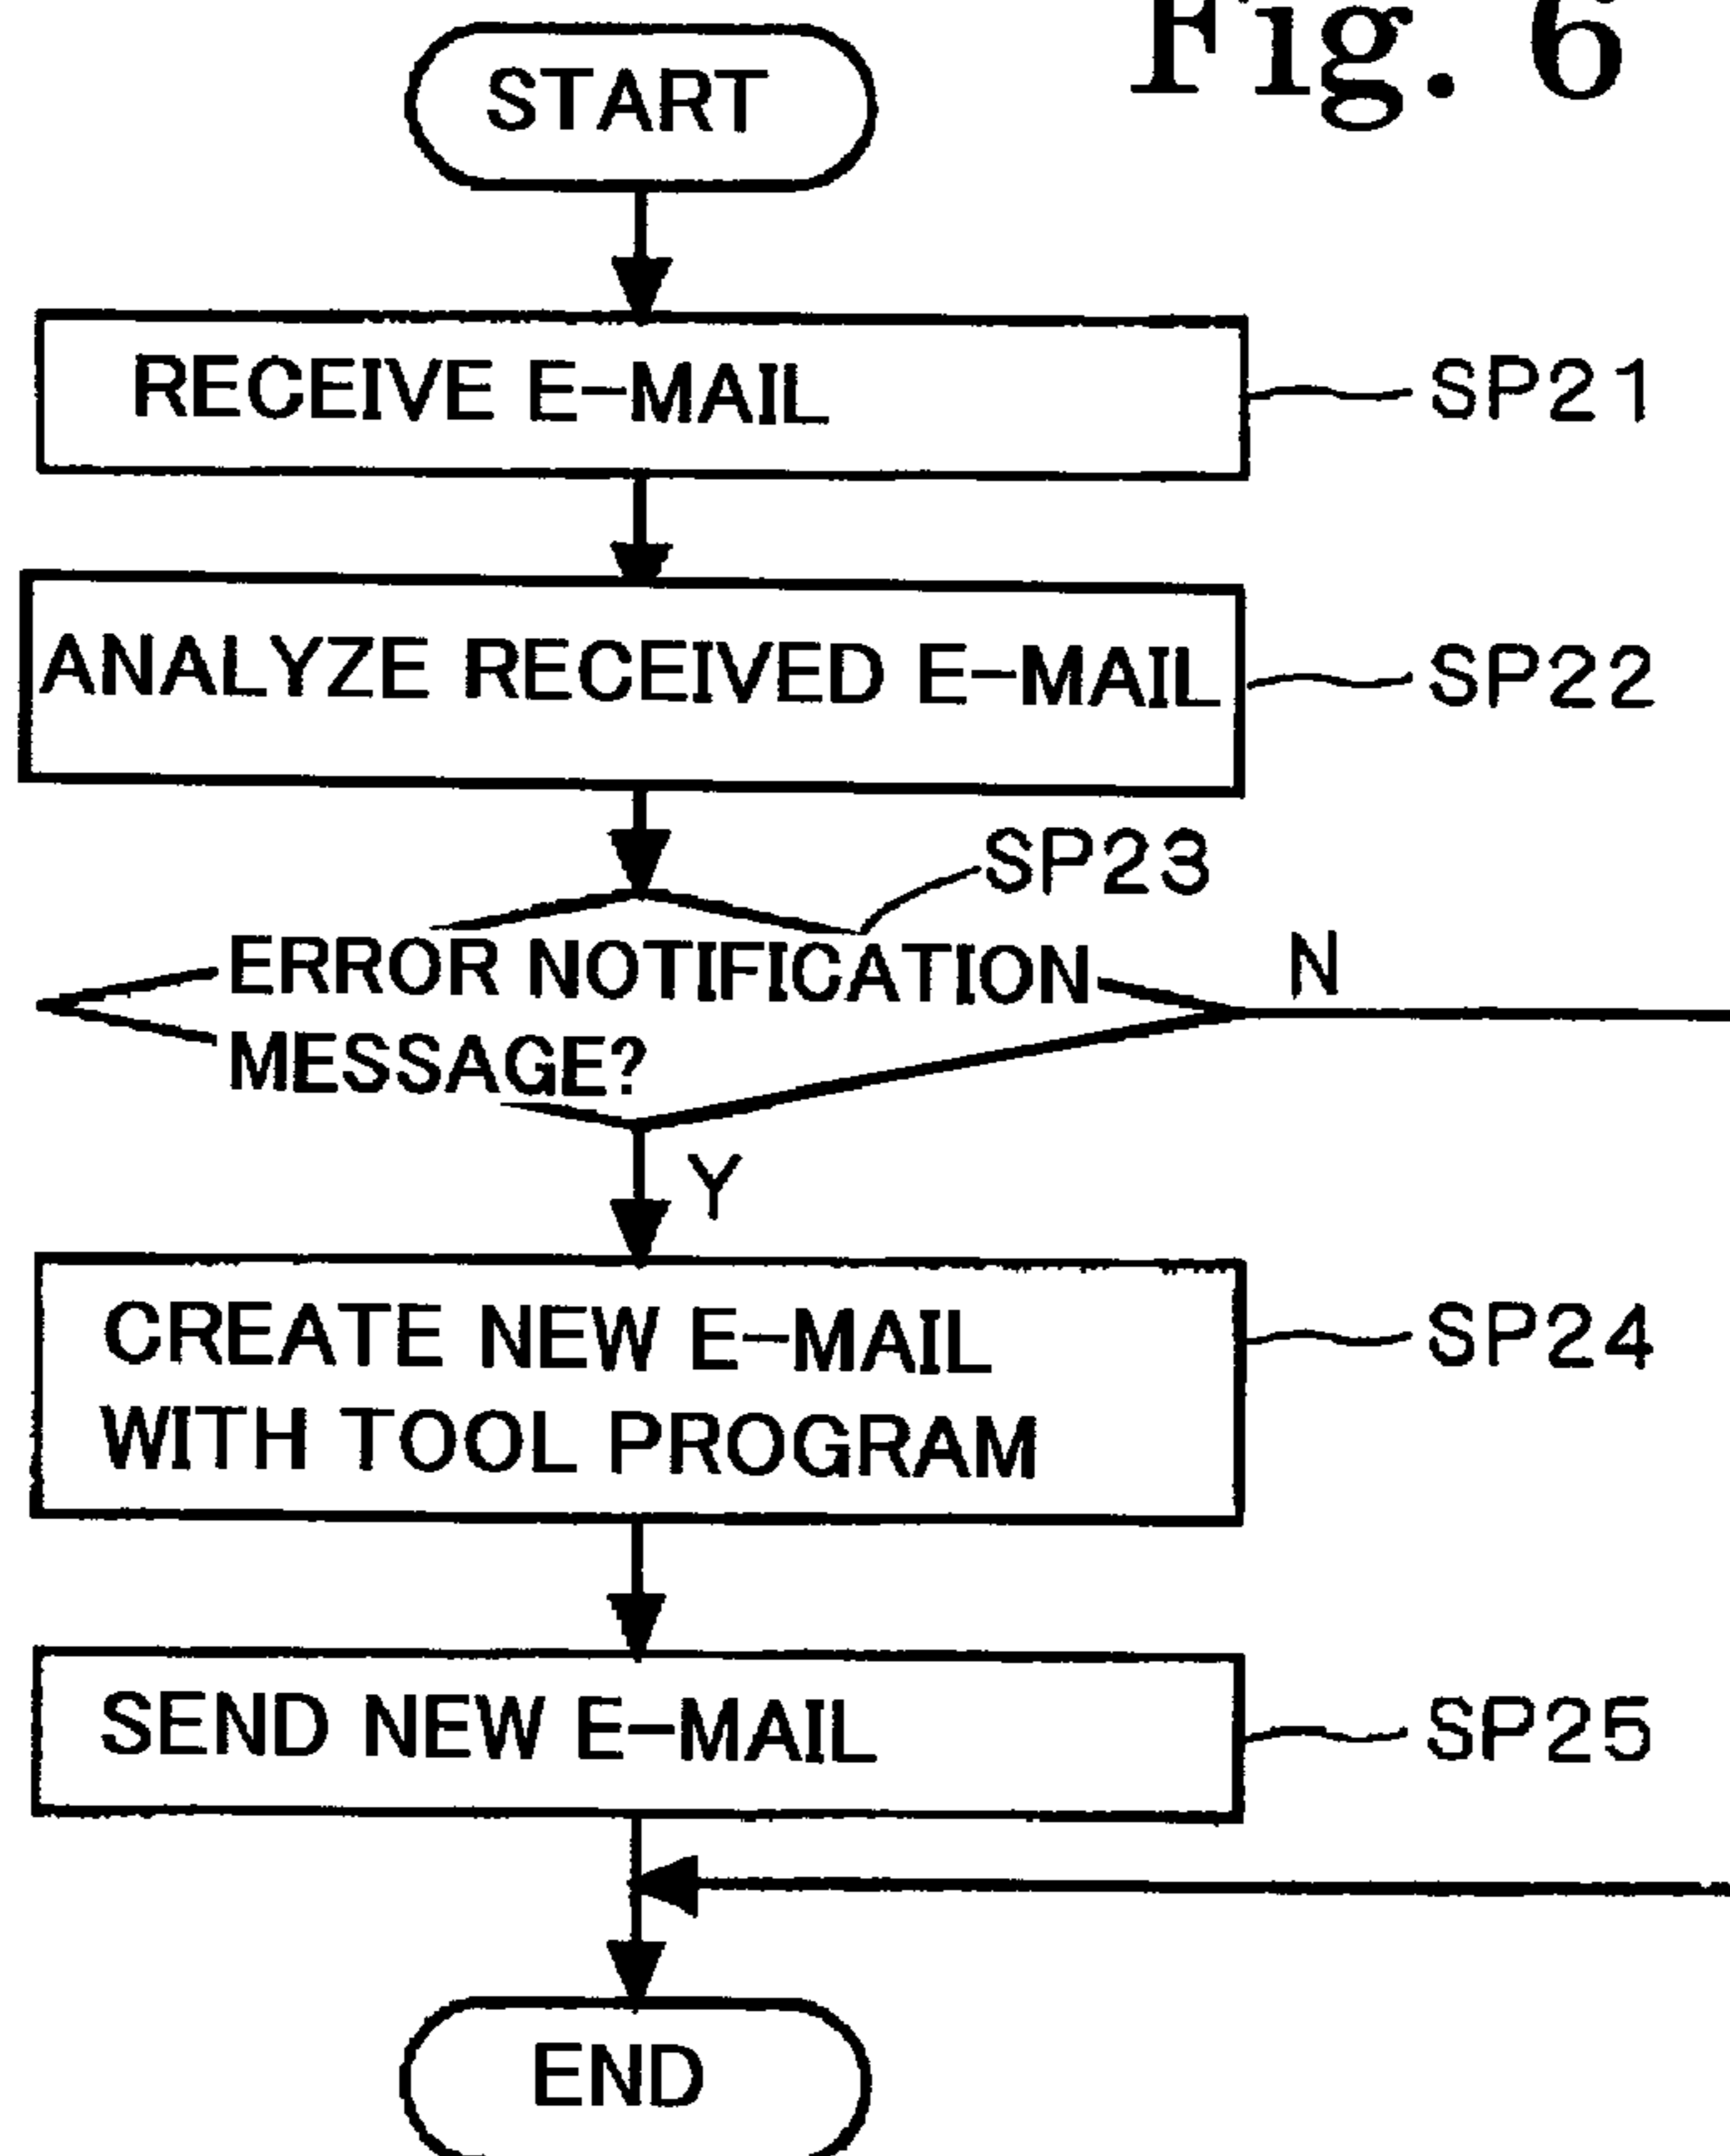 Fig. 6
START
RECEIVE E-MAIL
SP21
ANALYZE RECEIVED E-MAIL
SP22
SP23
ERROR NOTIFICATION
MESSAGE?
N
Y
CREATE NEW E-MAIL
WITH TOOL PROGRAM
SP24
SEND NEW E-MAIL
SP25
END